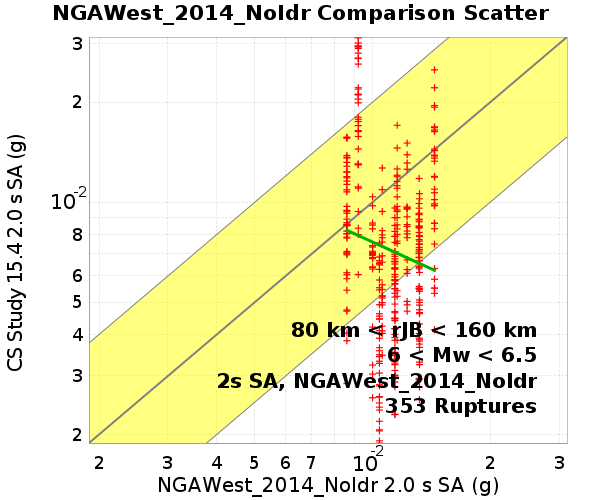 NGAWest_2014_NoIdr Comparison Scatter
CS Study 15.4 2.0 s SA (g)
3
2
10-2
8
6
5
4
3
2
80 km < rJB < 160 km
6 < Mw < 6.5
2s SA, NGAWest_2014_NoIdr
353 Ruptures
2 3 4 5 6 7 10-2 2 3
NGAWest_2014_NoIdr 2.0 s SA (g)